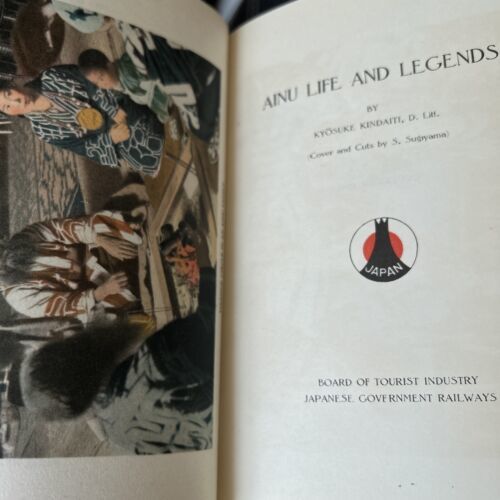 AINU LIFE AND LEGENDS
BY
KYŌSUKE KINDAITI, D. Litt.
(Cover and Cuts by S. Sugiyama)
JAPAN
BOARD OF TOURIST INDUSTRY
JAPANESE GOVERNMENT RAILWAYS